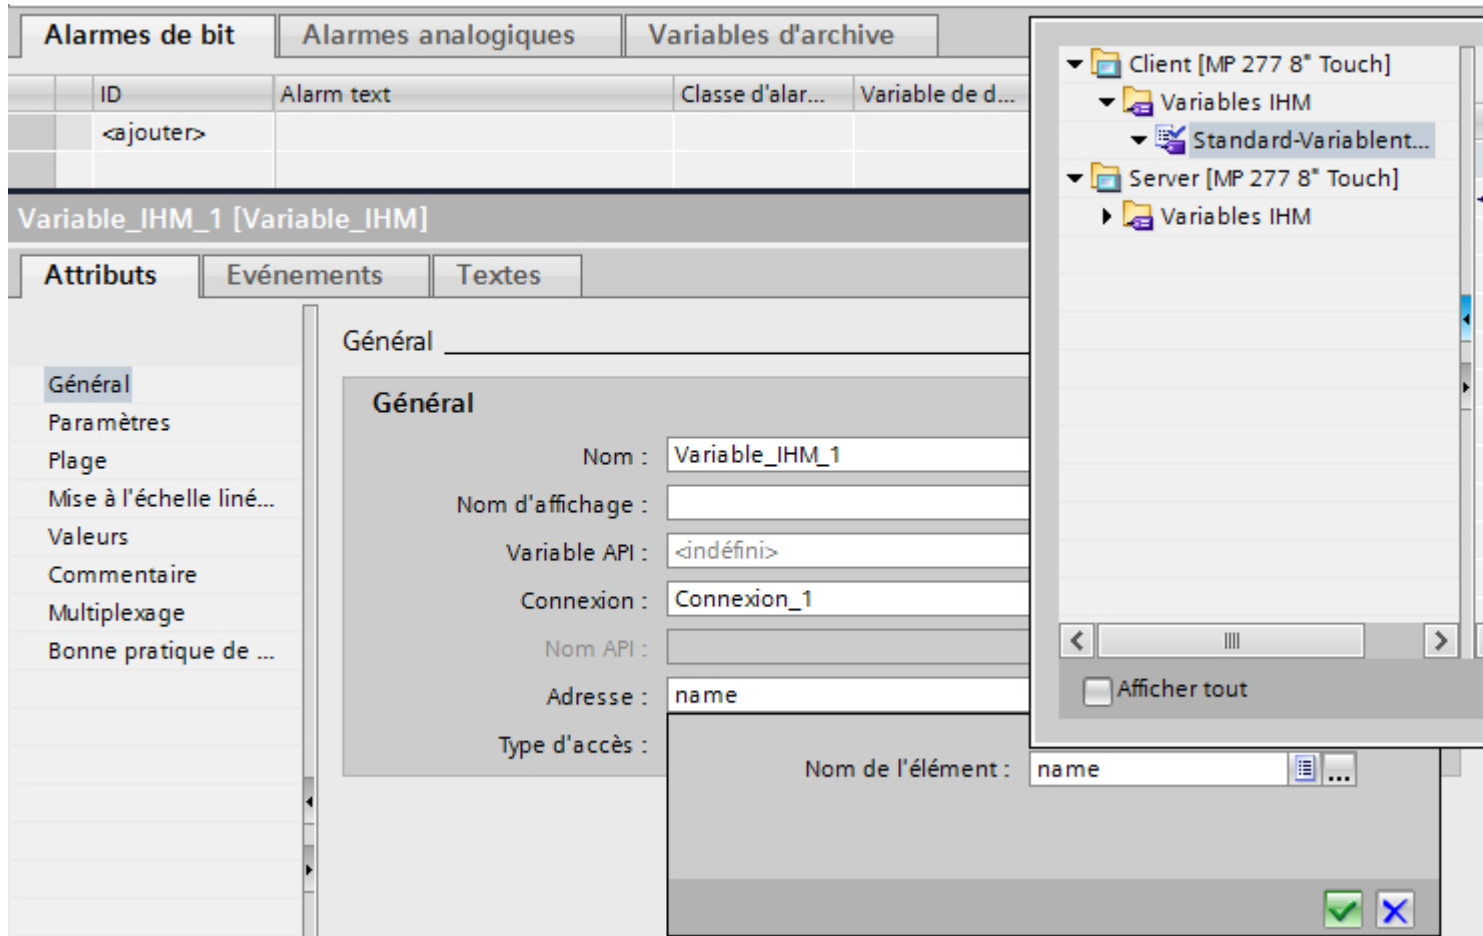 Alarmes de bit
Alarmes analogiques
Variables d'archive
ID
Alarm text
Classe d'alar...
Variable de d...
<ajouter>
Variable_IHM_1 [Variable_IHM]
Attributs
Evénements
Textes
Général
Paramètres
Plage
Mise à l'échelle liné...
Valeurs
Commentaire
Multiplexage
Bonne pratique de ...
Général
Général
Nom : Variable_IHM_1
Nom d'affichage :
Variable API : <indéfini>
Connexion : Connexion_1
Nom API :
Adresse : name
Type d'accès :
Nom de l'élément : name
...
Client [MP 277 8" Touch]
Variables IHM
Standard-Variablent...
Server [MP 277 8" Touch]
Variables IHM
Afficher tout